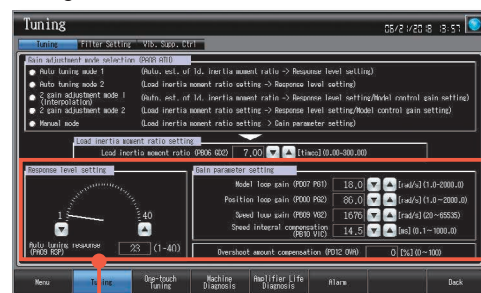 Tuning
06/21/2018 13:57
Tuning Filter Setting Vib. Supp. Ctrl
Gain adjustment mode selection (PA08 ATU)
Auto tuning mode 1 (Auto. est. of ld. inertia moment ratio -> Response level setting)
Auto tuning mode 2 (Load inertia moment ratio setting -> Response level setting)
2 gain adjustment mode 1 (Interpolation) (Auto. est. of ld. inertia moment ratio -> Response level setting/Model control gain setting)
2 gain adjustment mode 2 (Load inertia moment ratio setting -> Response level setting/Model control gain setting)
Manual mode (Load inertia moment ratio setting > Gain parameter setting)
Load inertia moment ratio setting
Load inertia moment ratio (PB06 GD2) 7.00 [times](0.00-300.00)
Response level setting
1 40
Auto tuning response (PA09 RSP) 23 (1-40)
Gain parameter setting
Model loop gain (PB07 PG1) 18.0 [rad/s](1.0~2000.0)
Position loop gain (PB08 PG2) 86.0 [rad/s](1.0~2000.0)
Speed loop gain (PB09 VG2) 1676 [rad/s](20~65535)
Speed integral compensation (PB10 VIC) 14.5 [ms](0.1~1000.0)
Overshoot amount compensation (PB12 OVA) 0 [%](0~100)
Menu Tuning One-touch Tuning Machine Diagnosis Amplifier Life Diagnosis Alarm Back